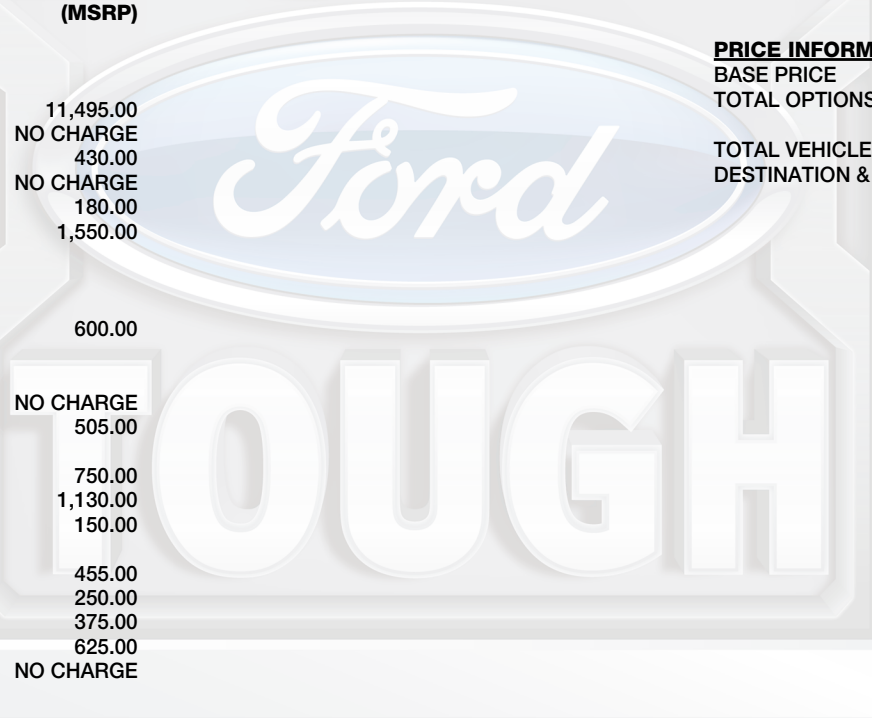 (MSRP)
11,495.00
NO CHARGE
430.00
NO CHARGE
180.00
1,550.00
600.00
NO CHARGE
505.00
750.00
1,130.00
150.00
455.00
250.00
375.00
625.00
NO CHARGE
PRICE INFORM
BASE PRICE
TOTAL OPTIONS
TOTAL VEHICLE
DESTINATION &
Ford
TOUGH